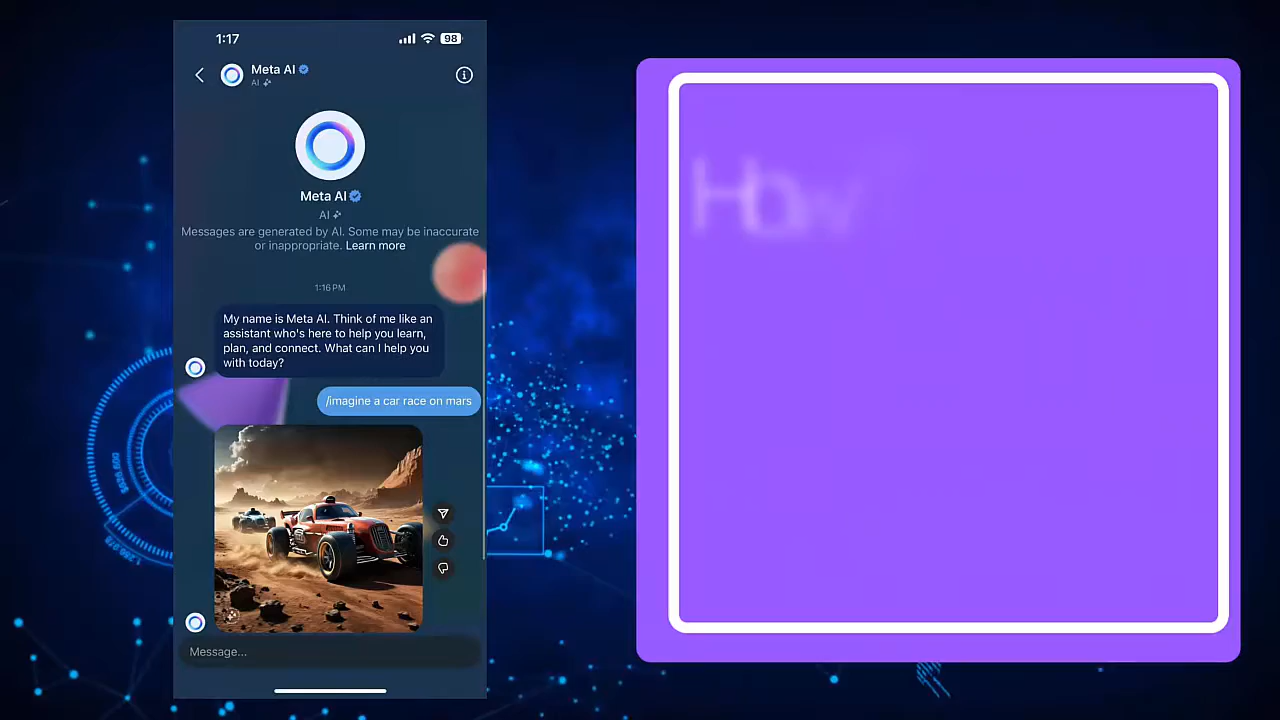 1:17
98
Meta AI
AI
Meta AI
AI
Messages are generated by AI. Some may be inaccurate
or inappropriate. Learn more
1:16 PM
My name is Meta AI. Think of me like an
assistant who's here to help you learn,
plan, and connect. What can I help you
with today?
/imagine a car race on mars
Message...
How